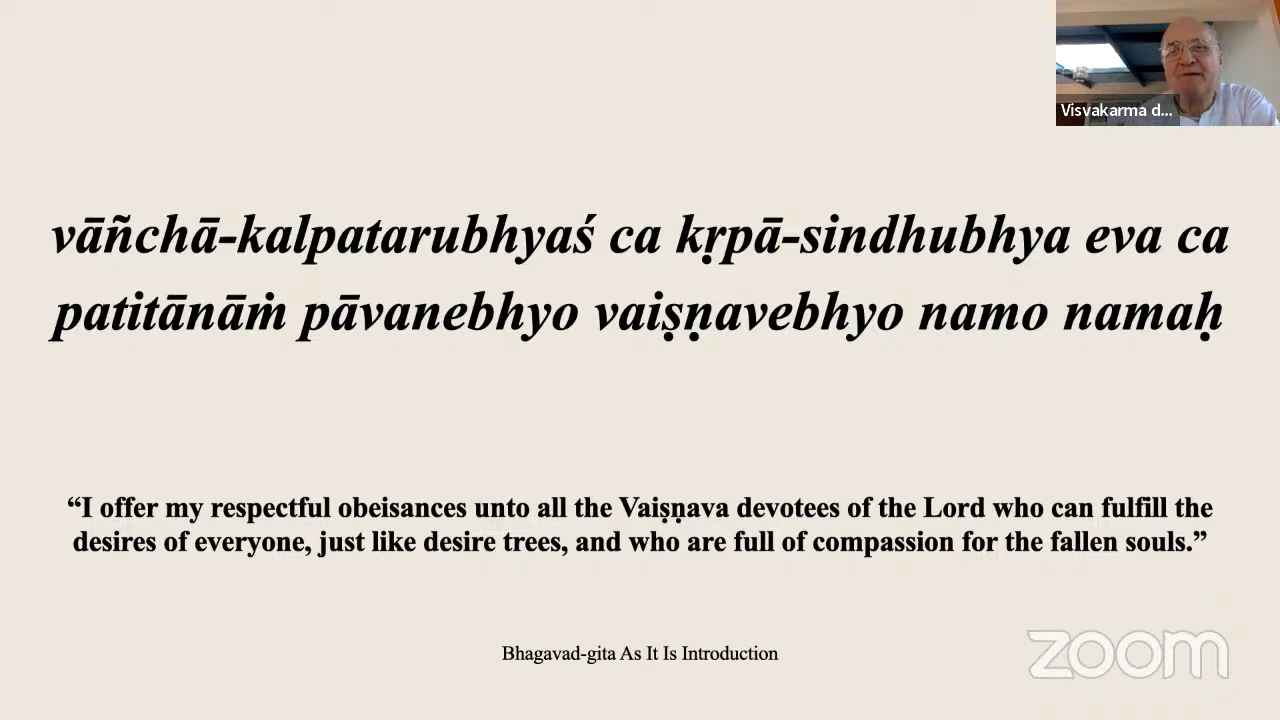 Visvakarma d...
vāñchā-kalpatarubhyaś ca kṛpā-sindhubhya eva ca
patitānāṁ pāvanebhyo vaiṣṇavebhyo namo namaḥ
“I offer my respectful obeisances unto all the Vaiṣṇava devotees of the Lord who can fulfill the
desires of everyone, just like desire trees, and who are full of compassion for the fallen souls.”
Bhagavad-gita As It Is Introduction
zoom